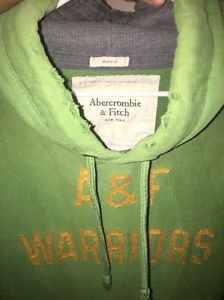 Abercrombie
& Fitch
NEW YORK
A & F
WARRIORS